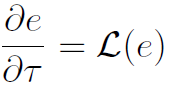 ∂e/∂τ = 𝓛(e)